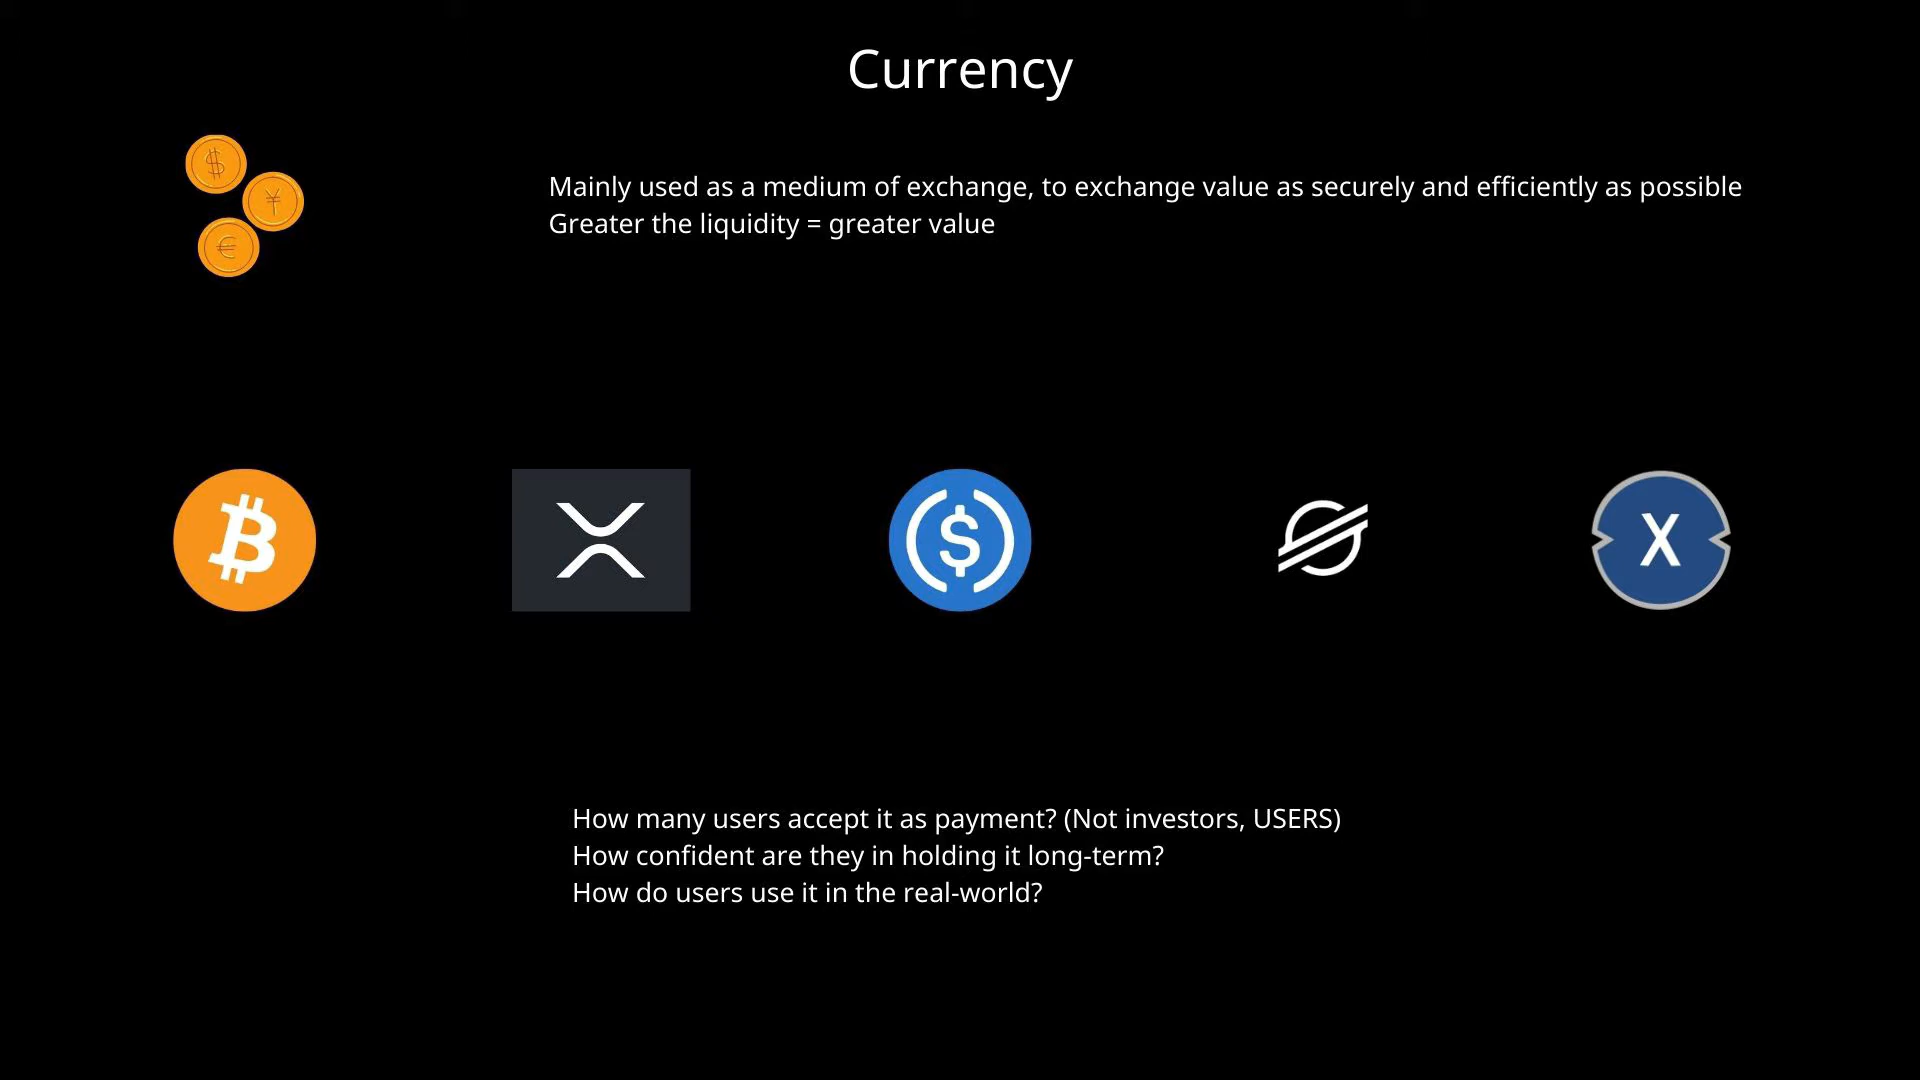 Currency
Mainly used as a medium of exchange, to exchange value as securely and efficiently as possible
Greater the liquidity = greater value
How many users accept it as payment? (Not investors, USERS)
How confident are they in holding it long-term?
How do users use it in the real-world?